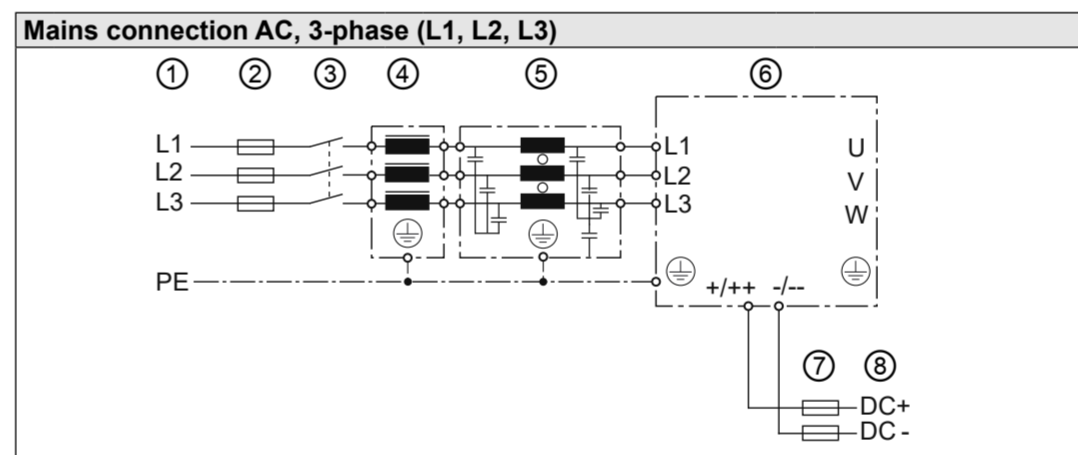 Mains connection AC, 3-phase (L1, L2, L3)
① ② ③ ④ ⑤ ⑥
L1 L1 U
L2 L2 V
L3 L3 W
PE
+/++ -/--
⑦ ⑧
DC+
DC -